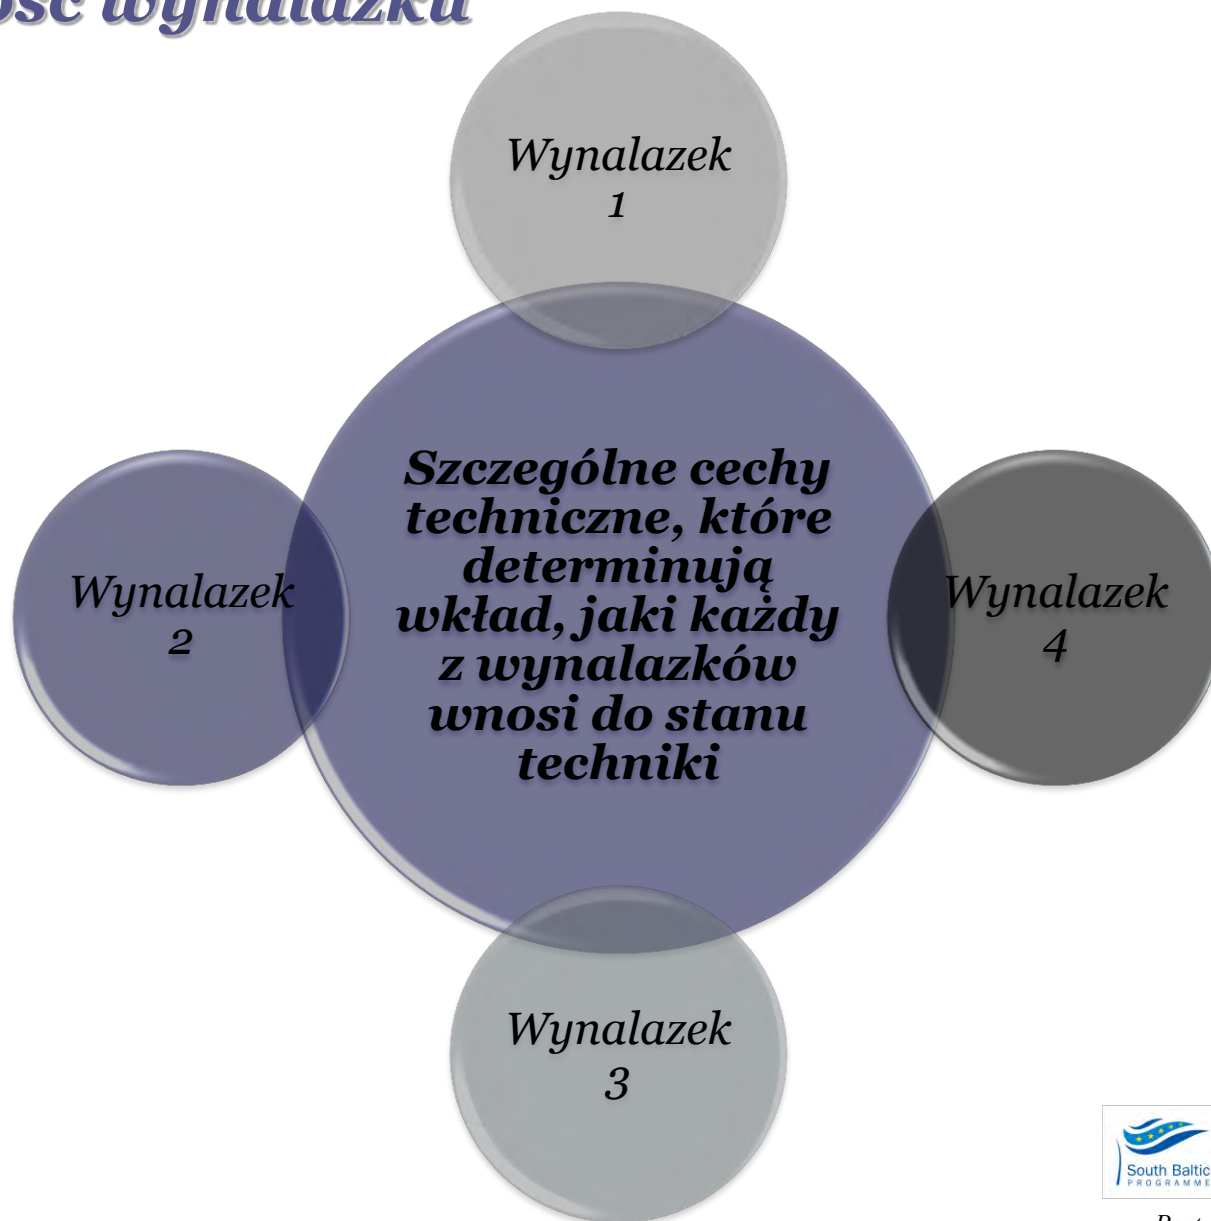 wynalazku
Wynalazek
1
Szczególne cechy
techniczne, które
determinują
wkład, jaki każdy
z wynalazków
wnosi do stanu
techniki
Wynalazek
2
Wynalazek
4
Wynalazek
3
South Baltic
PROGRAMME